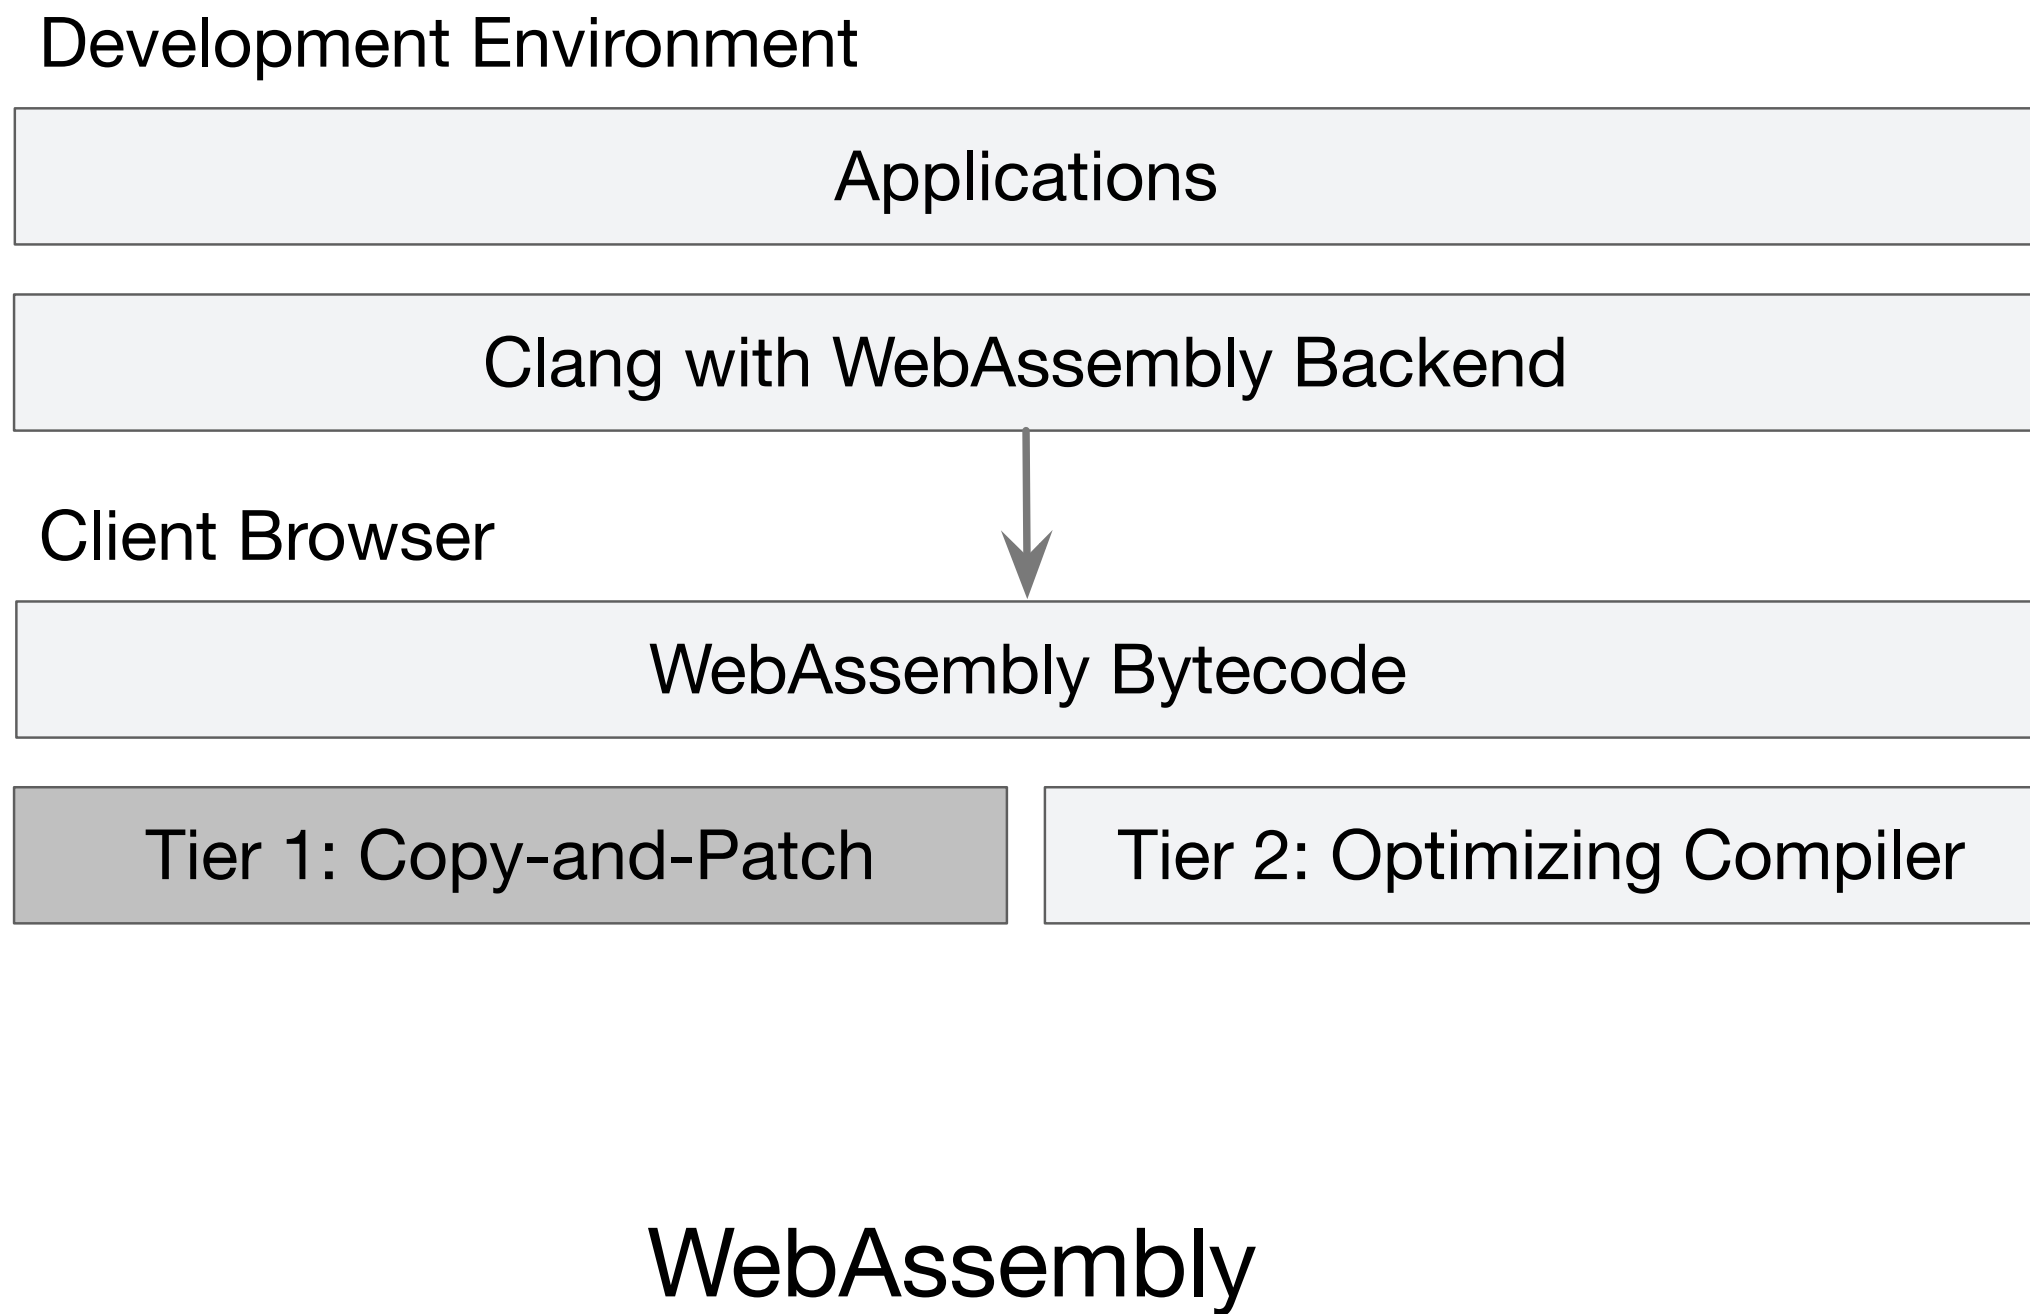 Development Environment
Applications
Clang with WebAssembly Backend
Client Browser
WebAssembly Bytecode
Tier 1: Copy-and-Patch
Tier 2: Optimizing Compiler
WebAssembly